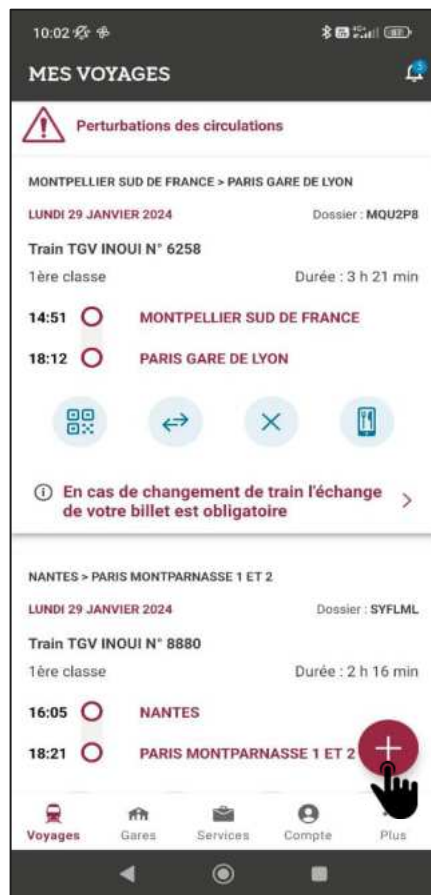 10:02
MES VOYAGES
Perturbations des circulations
MONTPELLIER SUD DE FRANCE > PARIS GARE DE LYON
LUNDI 29 JANVIER 2024 Dossier : MQU2P8
Train TGV INOUI N° 6258
1ère classe Durée : 3 h 21 min
14:51 MONTPELLIER SUD DE FRANCE
18:12 PARIS GARE DE LYON
En cas de changement de train l'échange
de votre billet est obligatoire
NANTES > PARIS MONTPARNASSE 1 ET 2
LUNDI 29 JANVIER 2024 Dossier : SYFLML
Train TGV INOUI N° 8880
1ère classe Durée : 2 h 16 min
16:05 NANTES
18:21 PARIS MONTPARNASSE 1 ET 2
Voyages Gares Services Compte Plus